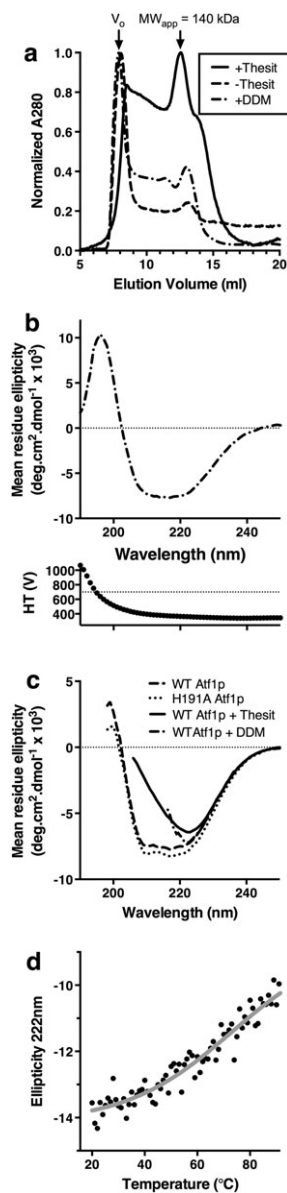 Vo MWapp = 140 kDa
a
+Thesit
-Thesit
+DDM
Normalized A280
1.0
0.8
0.6
0.4
0.2
0.0
5 10 15 20
Elution Volume (ml)
b
Mean residue ellipticity
(deg.cm2.dmol-1 x 103)
10
5
0
-5
-10
200 220 240
Wavelength (nm)
HT (V)
1000
800
600
400
c
WT Atf1p
H191A Atf1p
WT Atf1p + Thesit
WTAtf1p + DDM
Mean residue ellipticity
(deg.cm2.dmol-1 x 103)
5
0
-5
-10
200 220 240
Wavelength (nm)
d
Ellipticity 222nm
-10
-12
-13
-14
20 40 60 80
Temperature (°C)